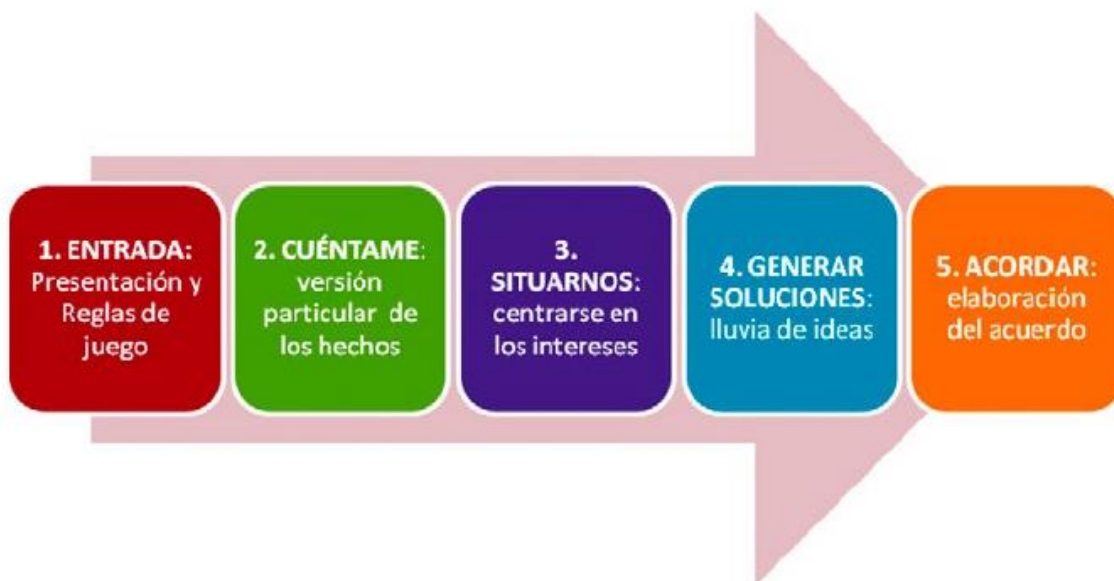 1. ENTRADA:
Presentación y
Reglas de
juego
2. CUÉNTAME:
versión
particular de
los hechos
3.
SITUARNOS:
centrarse en
los intereses
4. GENERAR
SOLUCIONES:
lluvia de ideas
5. ACORDAR:
elaboración
del acuerdo